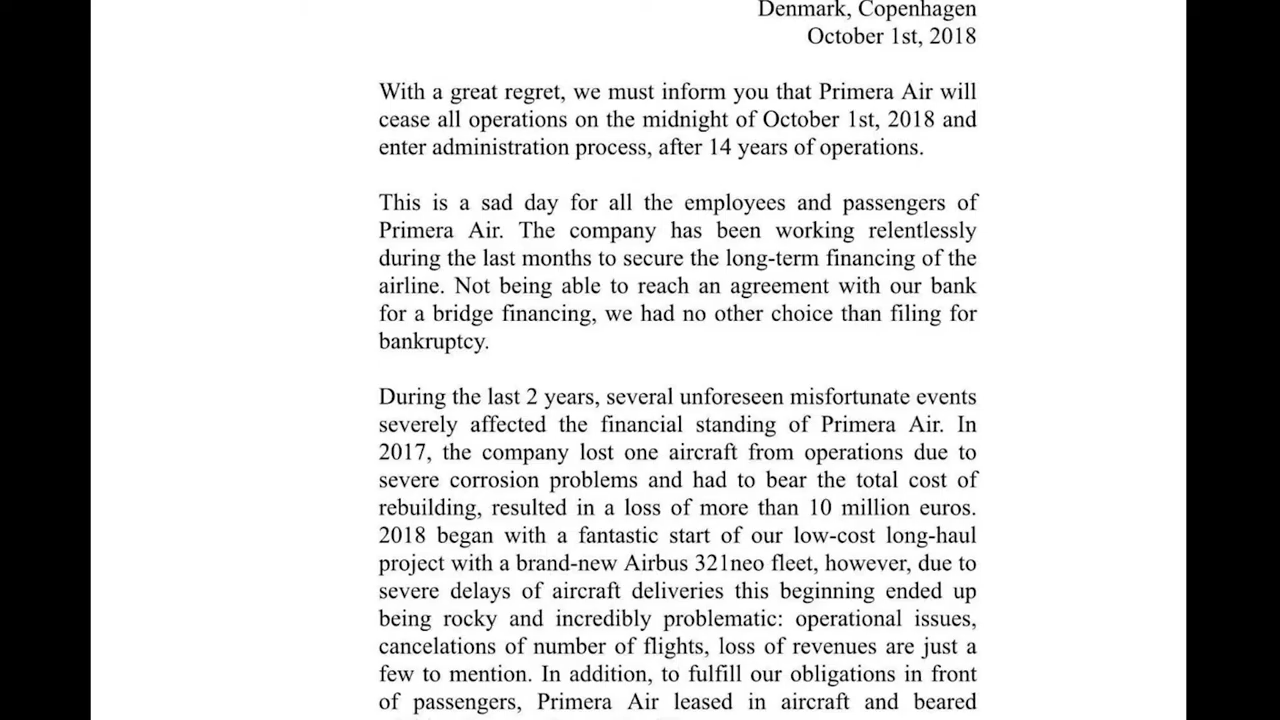 Denmark, Copenhagen
October 1st, 2018
With a great regret, we must inform you that Primera Air will
cease all operations on the midnight of October 1st, 2018 and
enter administration process, after 14 years of operations.
This is a sad day for all the employees and passengers of
Primera Air. The company has been working relentlessly
during the last months to secure the long-term financing of the
airline. Not being able to reach an agreement with our bank
for a bridge financing, we had no other choice than filing for
bankruptcy.
During the last 2 years, several unforeseen misfortunate events
severely affected the financial standing of Primera Air. In
2017, the company lost one aircraft from operations due to
severe corrosion problems and had to bear the total cost of
rebuilding, resulted in a loss of more than 10 million euros.
2018 began with a fantastic start of our low-cost long-haul
project with a brand-new Airbus 321neo fleet, however, due to
severe delays of aircraft deliveries this beginning ended up
being rocky and incredibly problematic: operational issues,
cancelations of number of flights, loss of revenues are just a
few to mention. In addition, to fulfill our obligations in front
of passengers, Primera Air leased in aircraft and beared